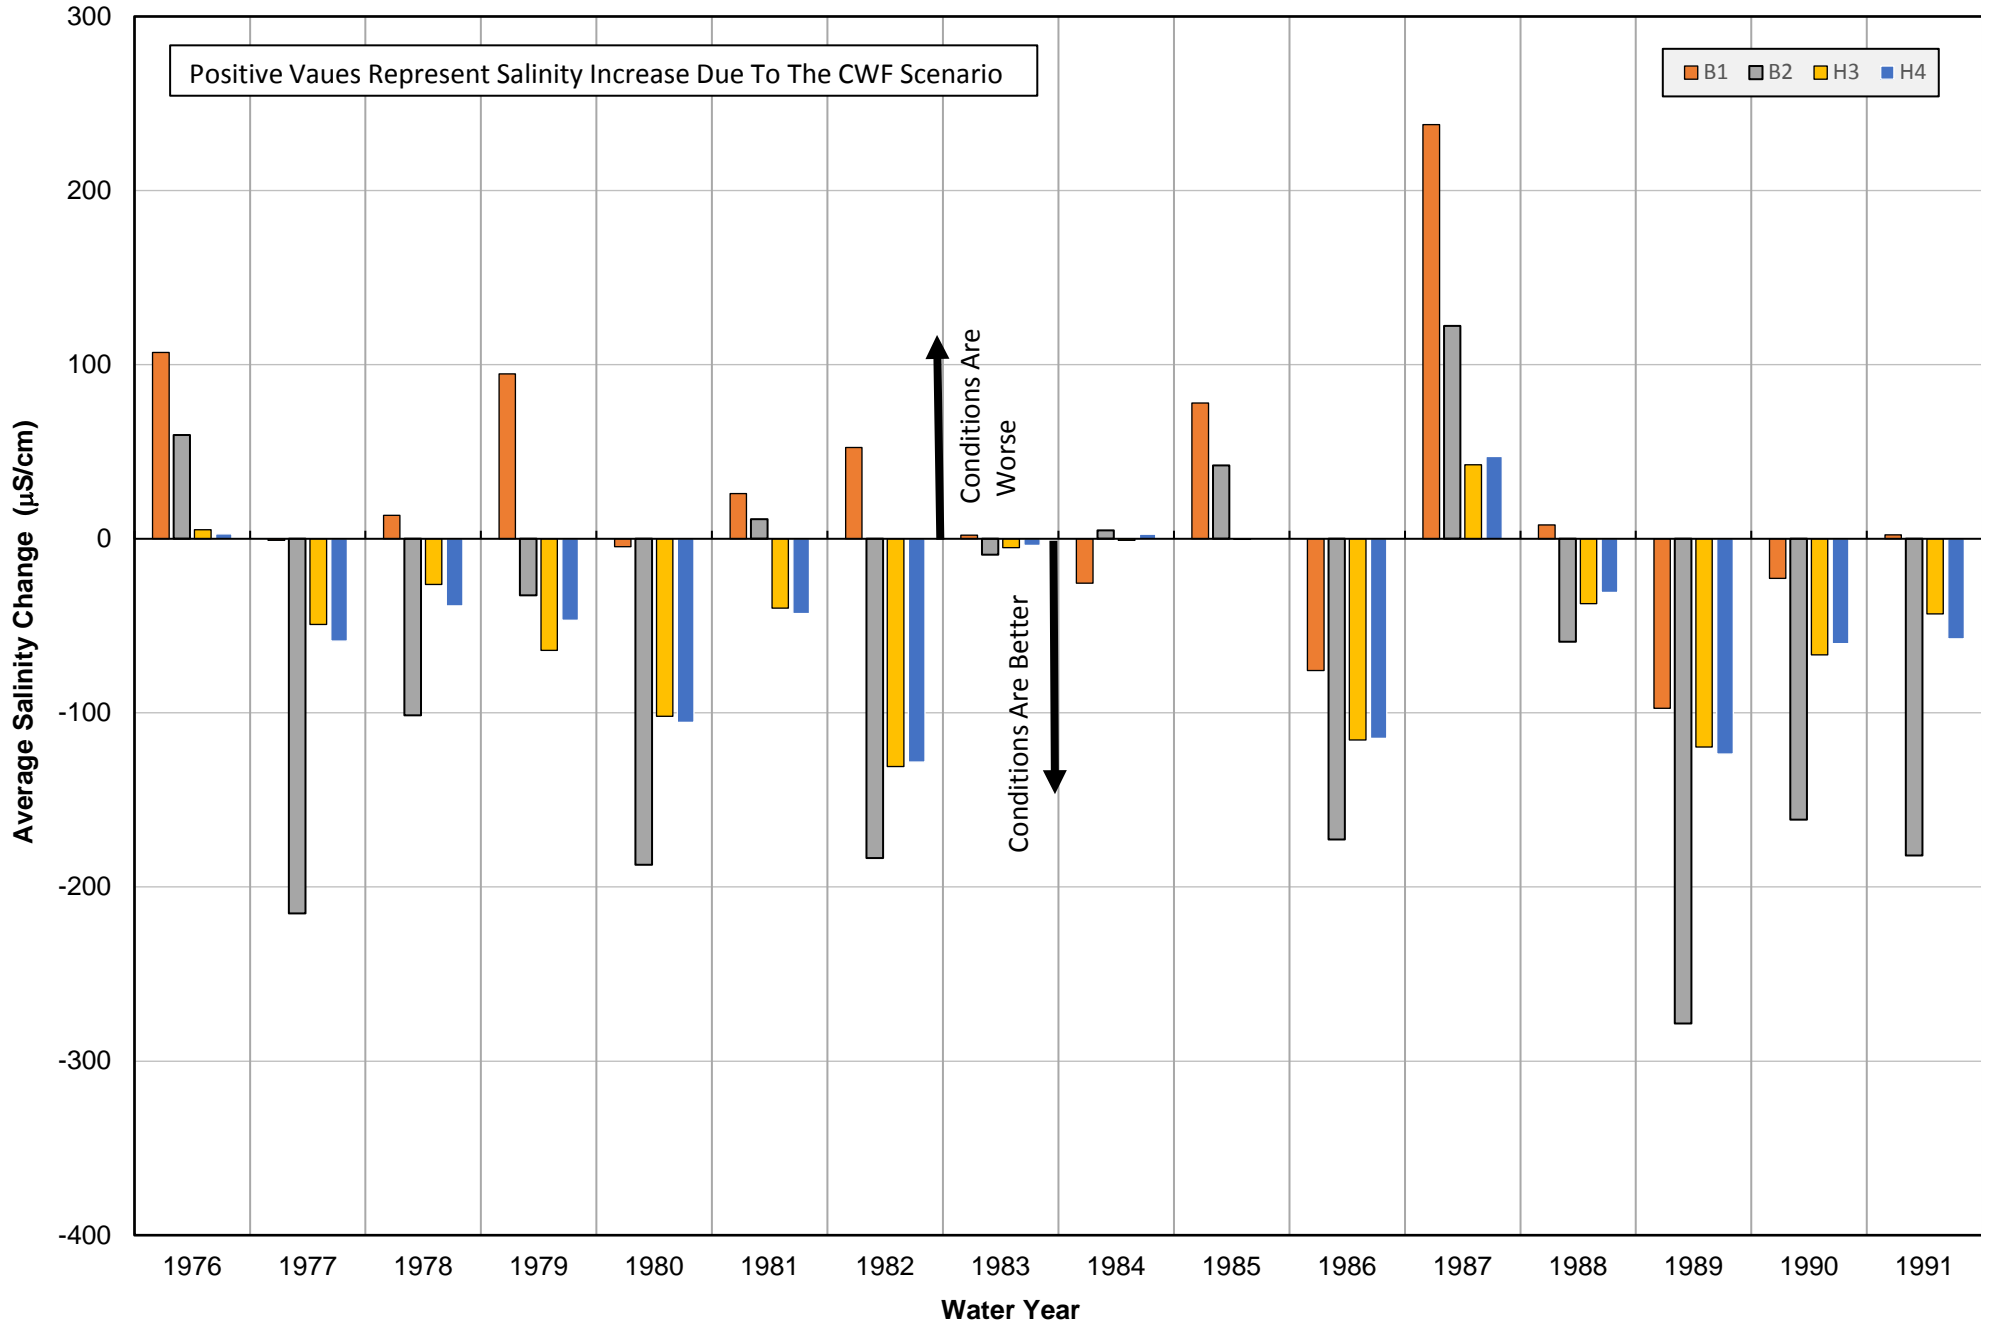 Positive Vaues Represent Salinity Increase Due To The CWF Scenario
B1 B2 H3 H4
Average Salinity Change (µS/cm)
300
200
100
0
-100
-200
-300
-400
Conditions Are
Worse
Conditions Are Better
1976 1977 1978 1979 1980 1981 1982 1983 1984 1985 1986 1987 1988 1989 1990 1991
Water Year